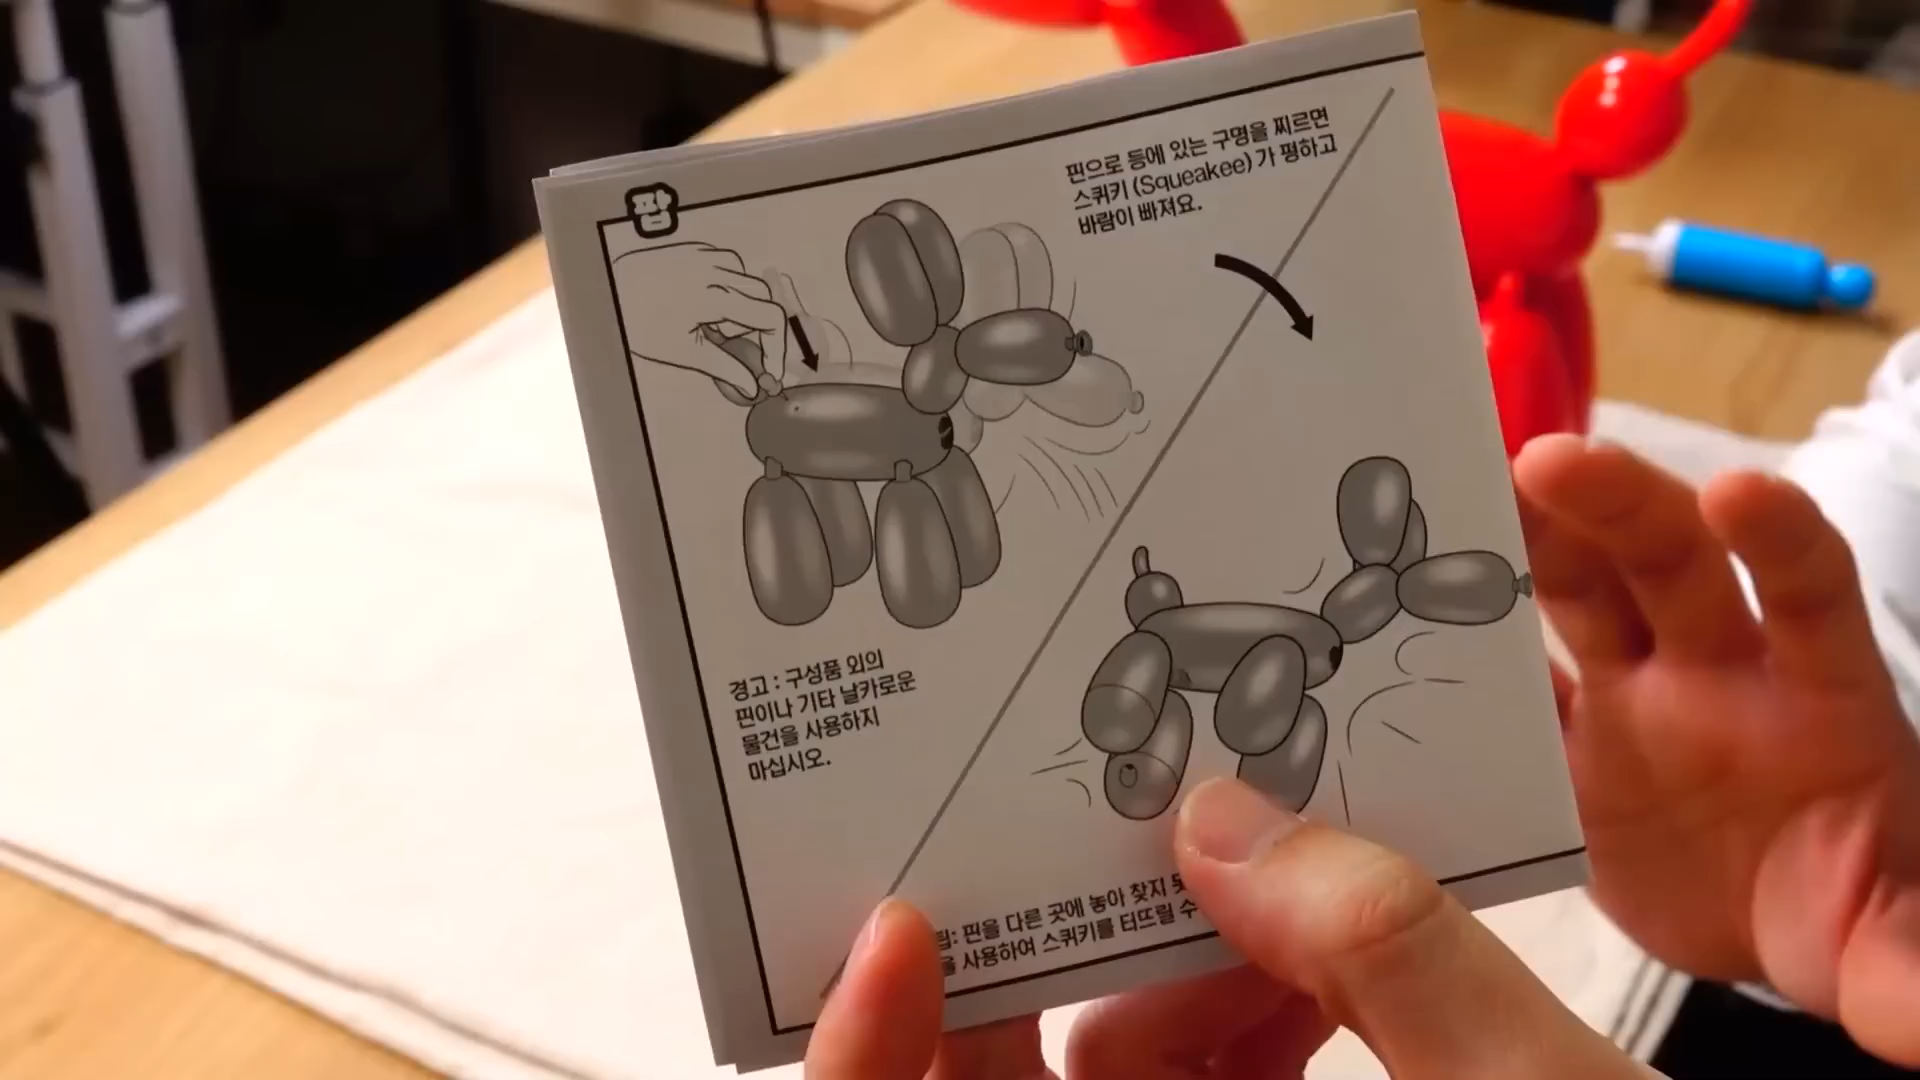 팝
핀으로 등에 있는 구멍을 찌르면
스퀴키 (Squeakee) 가 펑하고
바람이 빠져요.
경고 : 구성품 외의
핀이나 기타 날카로운
물건을 사용하지
마십시오.
팁: 핀을 다른 곳에 놓아 찾지
사용하여 스퀴키를 터뜨릴 수